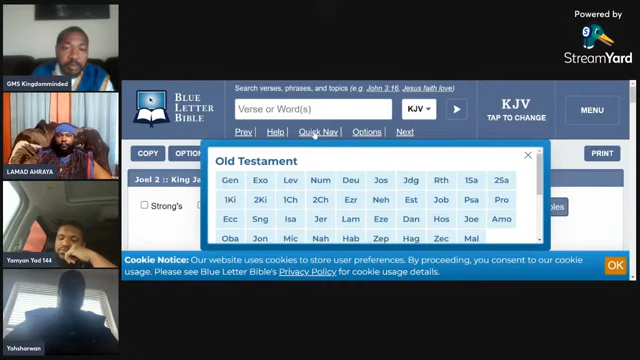 Powered by
StreamYard
GMS Kingdomminded
LAMAD AHRAYA
Yamyan Yad 144
Yahsharwan
BLUE
LETTER
BIBLE
Search verses, phrases, and topics (e.g. John 3:16, Jesus faith love)
Verse or Word(s)
KJV
KJV
TAP TO CHANGE
MENU
Prev
Help
Quick Nav
Options
Next
COPY
OPTION
PRINT
Joel 2 :: King Ja
Strong's
oles
Old Testament
Gen Exo Lev Num Deu Jos Jdg Rth 1Sa 2Sa
1Ki 2Ki 1Ch 2Ch Ezr Neh Est Job Psa Pro
Ecc Sng Isa Jer Lam Eze Dan Hos Joe Amo
Oba Jon Mic Nah Hab Zep Hag Zec Mal
Cookie Notice: Our website uses cookies to store user preferences. By proceeding, you consent to our cookie
usage. Please see Blue Letter Bible's Privacy Policy for cookie usage details.
OK